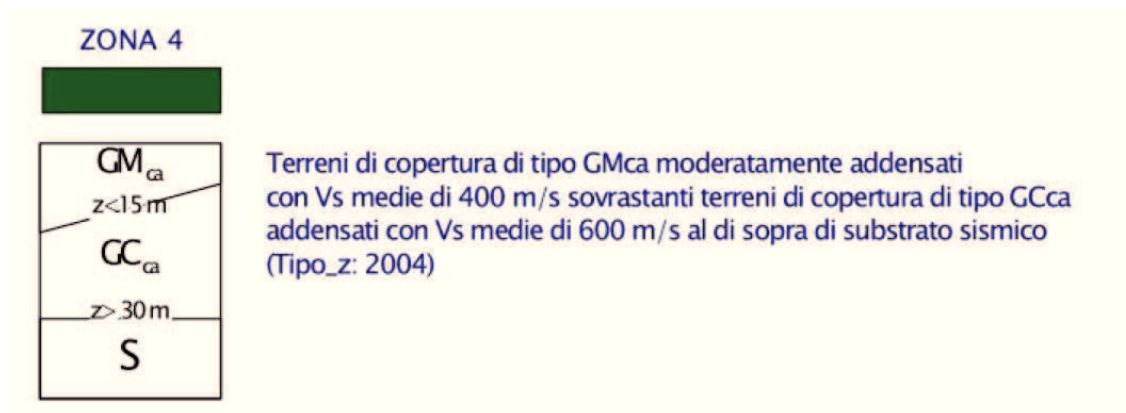 ZONA 4
GMca
z<15 m
GCca
z>30 m
S
Terreni di copertura di tipo GMca moderatamente addensati
con Vs medie di 400 m/s sovrastanti terreni di copertura di tipo GCca
addensati con Vs medie di 600 m/s al di sopra di substrato sismico
(Tipo_z: 2004)